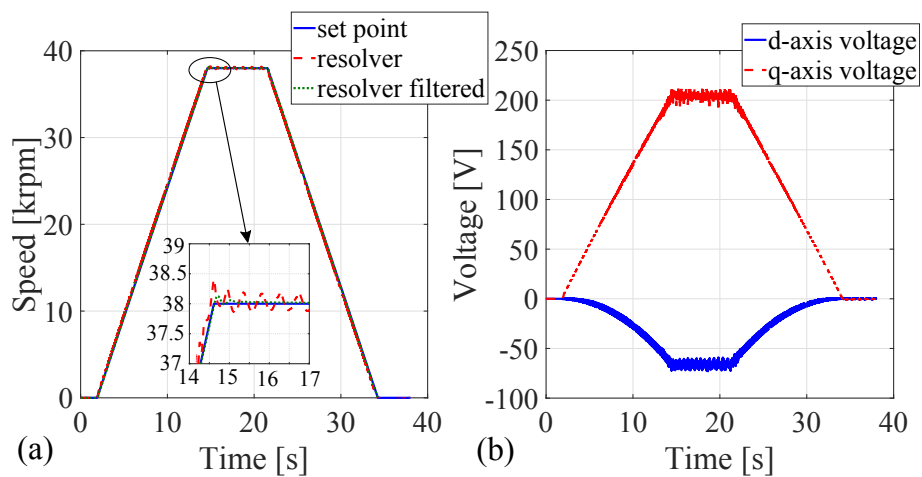 set point
resolver
resolver filtered
Speed [krpm]
40
30
20
10
0
39
38.5
38
37.5
37
14 15 16 17
0 10 20 30 40
Time [s]
(a)
d-axis voltage
q-axis voltage
Voltage [V]
250
200
150
100
50
0
-50
-100
0 10 20 30 40
Time [s]
(b)